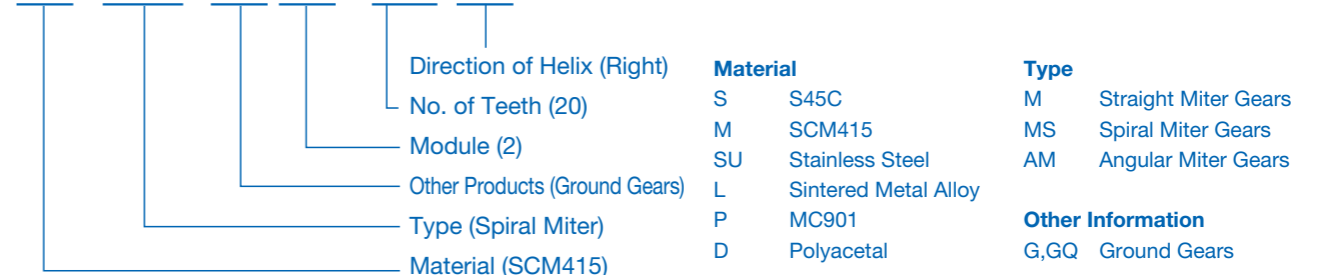 Direction of Helix (Right)
No. of Teeth (20)
Module (2)
Other Products (Ground Gears)
Type (Spiral Miter)
Material (SCM415)
Material
S S45C
M SCM415
SU Stainless Steel
L Sintered Metal Alloy
P MC901
D Polyacetal
Type
M Straight Miter Gears
MS Spiral Miter Gears
AM Angular Miter Gears
Other Information
G,GQ Ground Gears